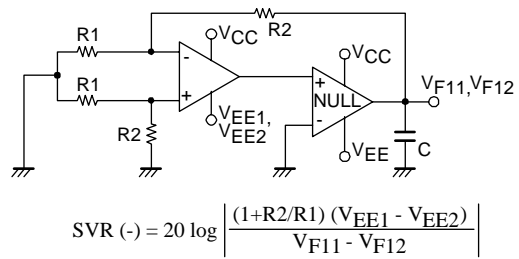 R2
R1
VCC
VCC
-
+
VF11,VF12
R1
NULL
+
VEE1,
VEE2
-
R2
VEE
C
SVR (-) = 20 log | (1+R2/R1) (VEE1 - VEE2) / VF11 - VF12 |